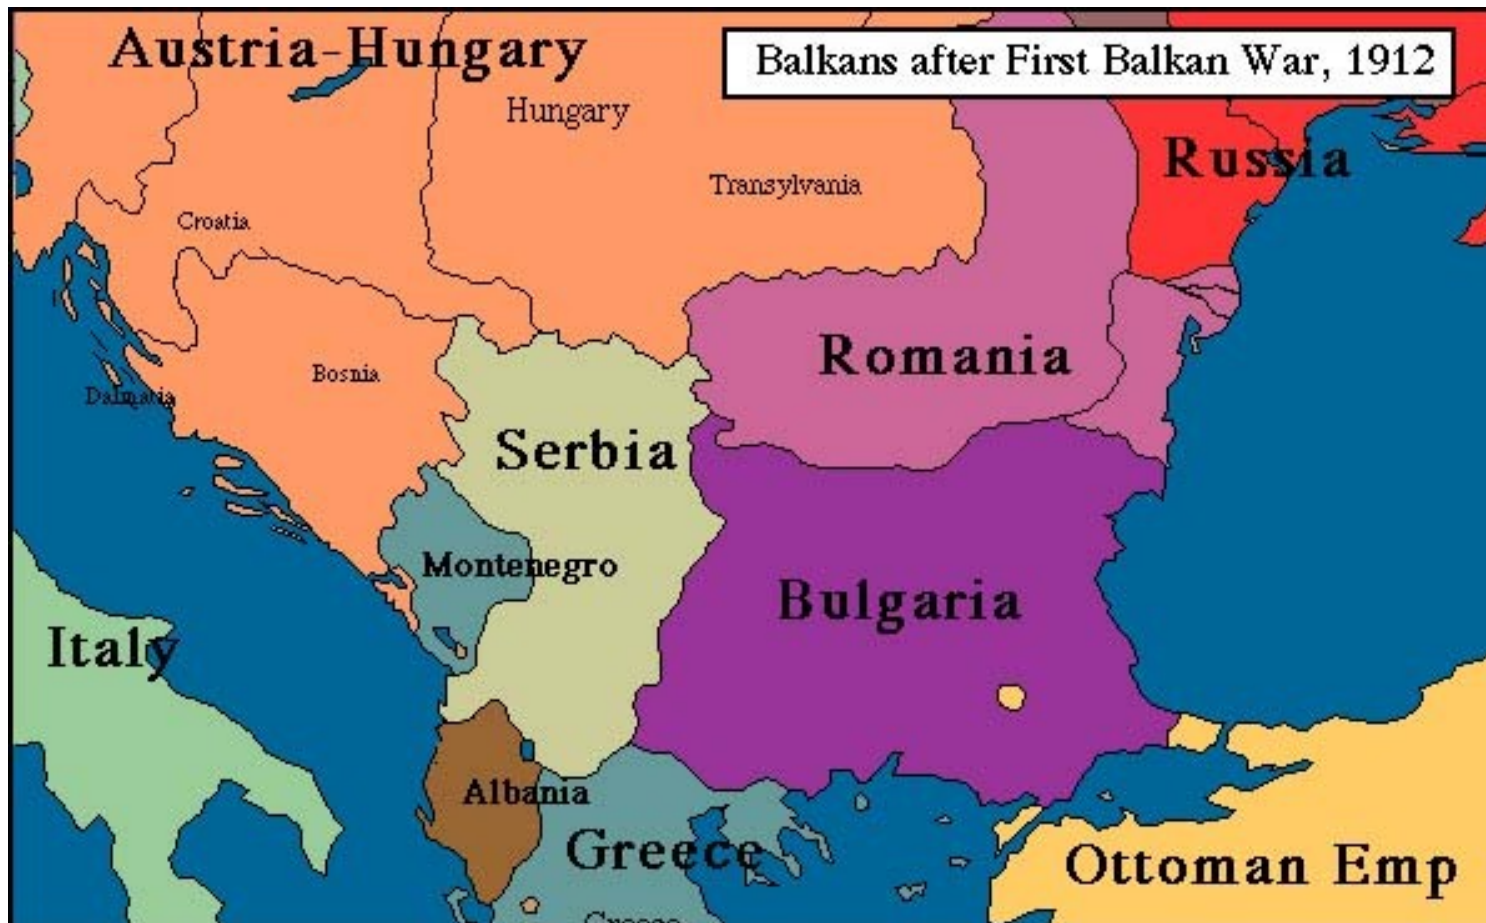 Austria-Hungary
Balkans after First Balkan War, 1912
Hungary
Russia
Transylvania
Croatia
Romania
Bosnia
Dalmatia
Serbia
Montenegro
Bulgaria
Italy
Albania
Greece
Ottoman Emp
Greece